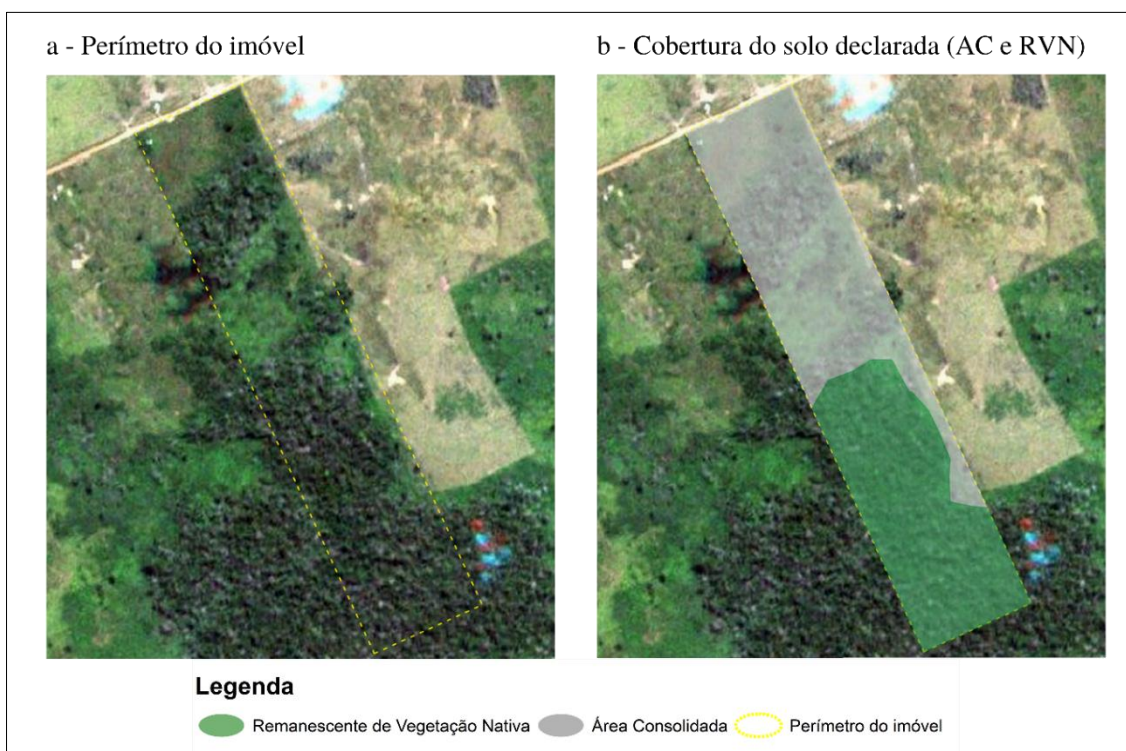 a - Perímetro do imóvel
b - Cobertura do solo declarada (AC e RVN)
Legenda
Remanescente de Vegetação Nativa
Área Consolidada
Perímetro do imóvel